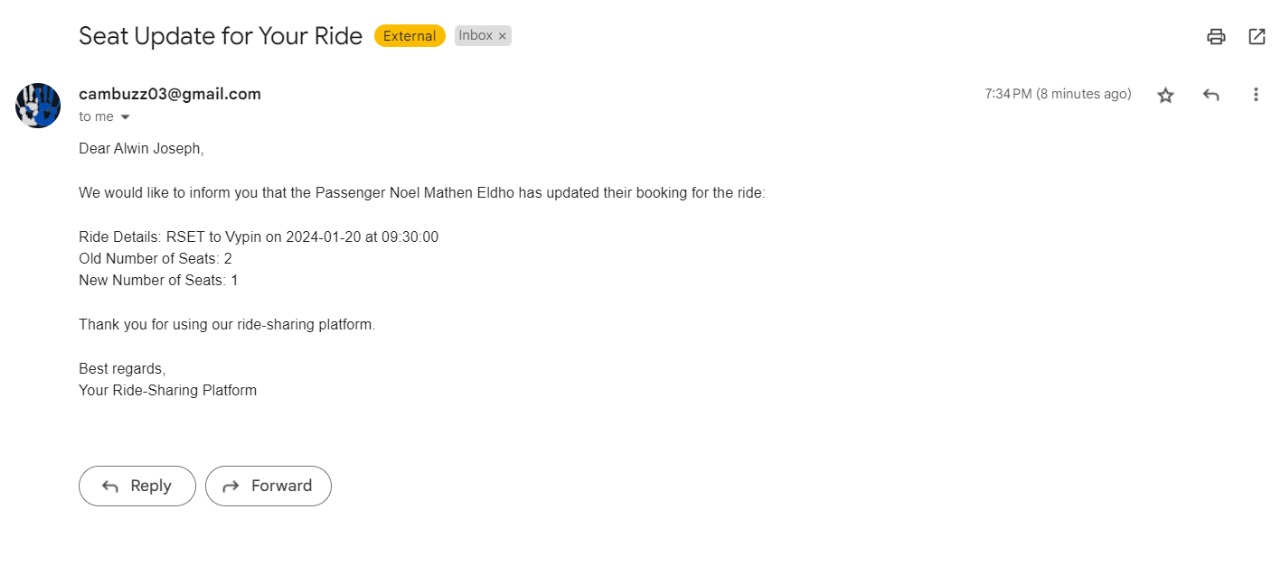 Seat Update for Your Ride External Inbox ×
cambuzz03@gmail.com 7:34 PM (8 minutes ago)
to me
Dear Alwin Joseph,
We would like to inform you that the Passenger Noel Mathen Eldho has updated their booking for the ride:
Ride Details: RSET to Vypin on 2024-01-20 at 09:30:00
Old Number of Seats: 2
New Number of Seats: 1
Thank you for using our ride-sharing platform.
Best regards,
Your Ride-Sharing Platform
Reply Forward